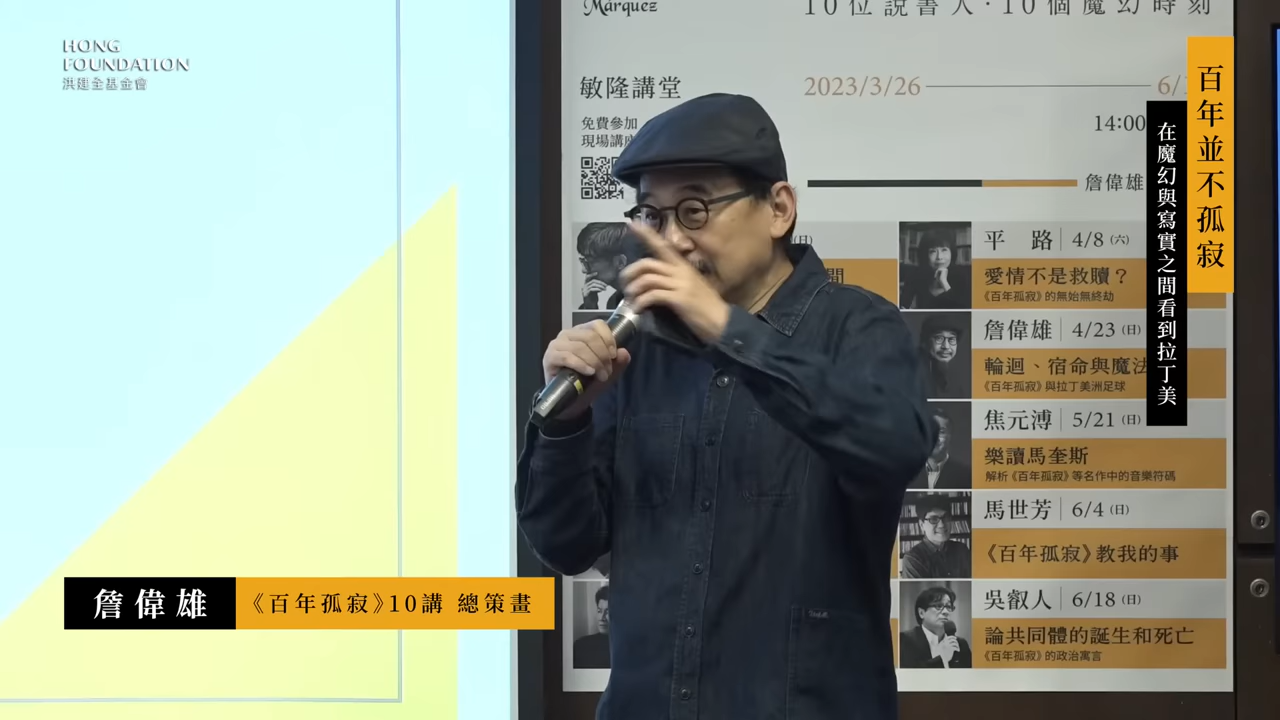 HONG
FOUNDATION
洪建全基金會
Márquez
10位說書人·10個魔幻時刻
敏隆講堂
2023/3/26
6/1
免費參加
現場講
14:00
詹偉雄
(日)
間
平 路 4/8 (六)
愛情不是救贖？
《百年孤寂》的無始無終劫
詹偉雄 4/23 (日)
輪迴、宿命與魔法
《百年孤寂》與拉丁美洲足球
焦元溥 5/21 (日)
樂讀馬奎斯
解析《百年孤寂》等名作中的音樂符碼
馬世芳 6/4 (日)
《百年孤寂》教我的事
吳叡人 6/18 (日)
論共同體的誕生和死亡
《百年孤寂》的政治寓言
百年並不孤寂
在魔幻與寫實之間看到拉丁美
詹偉雄
《百年孤寂》10講 總策畫